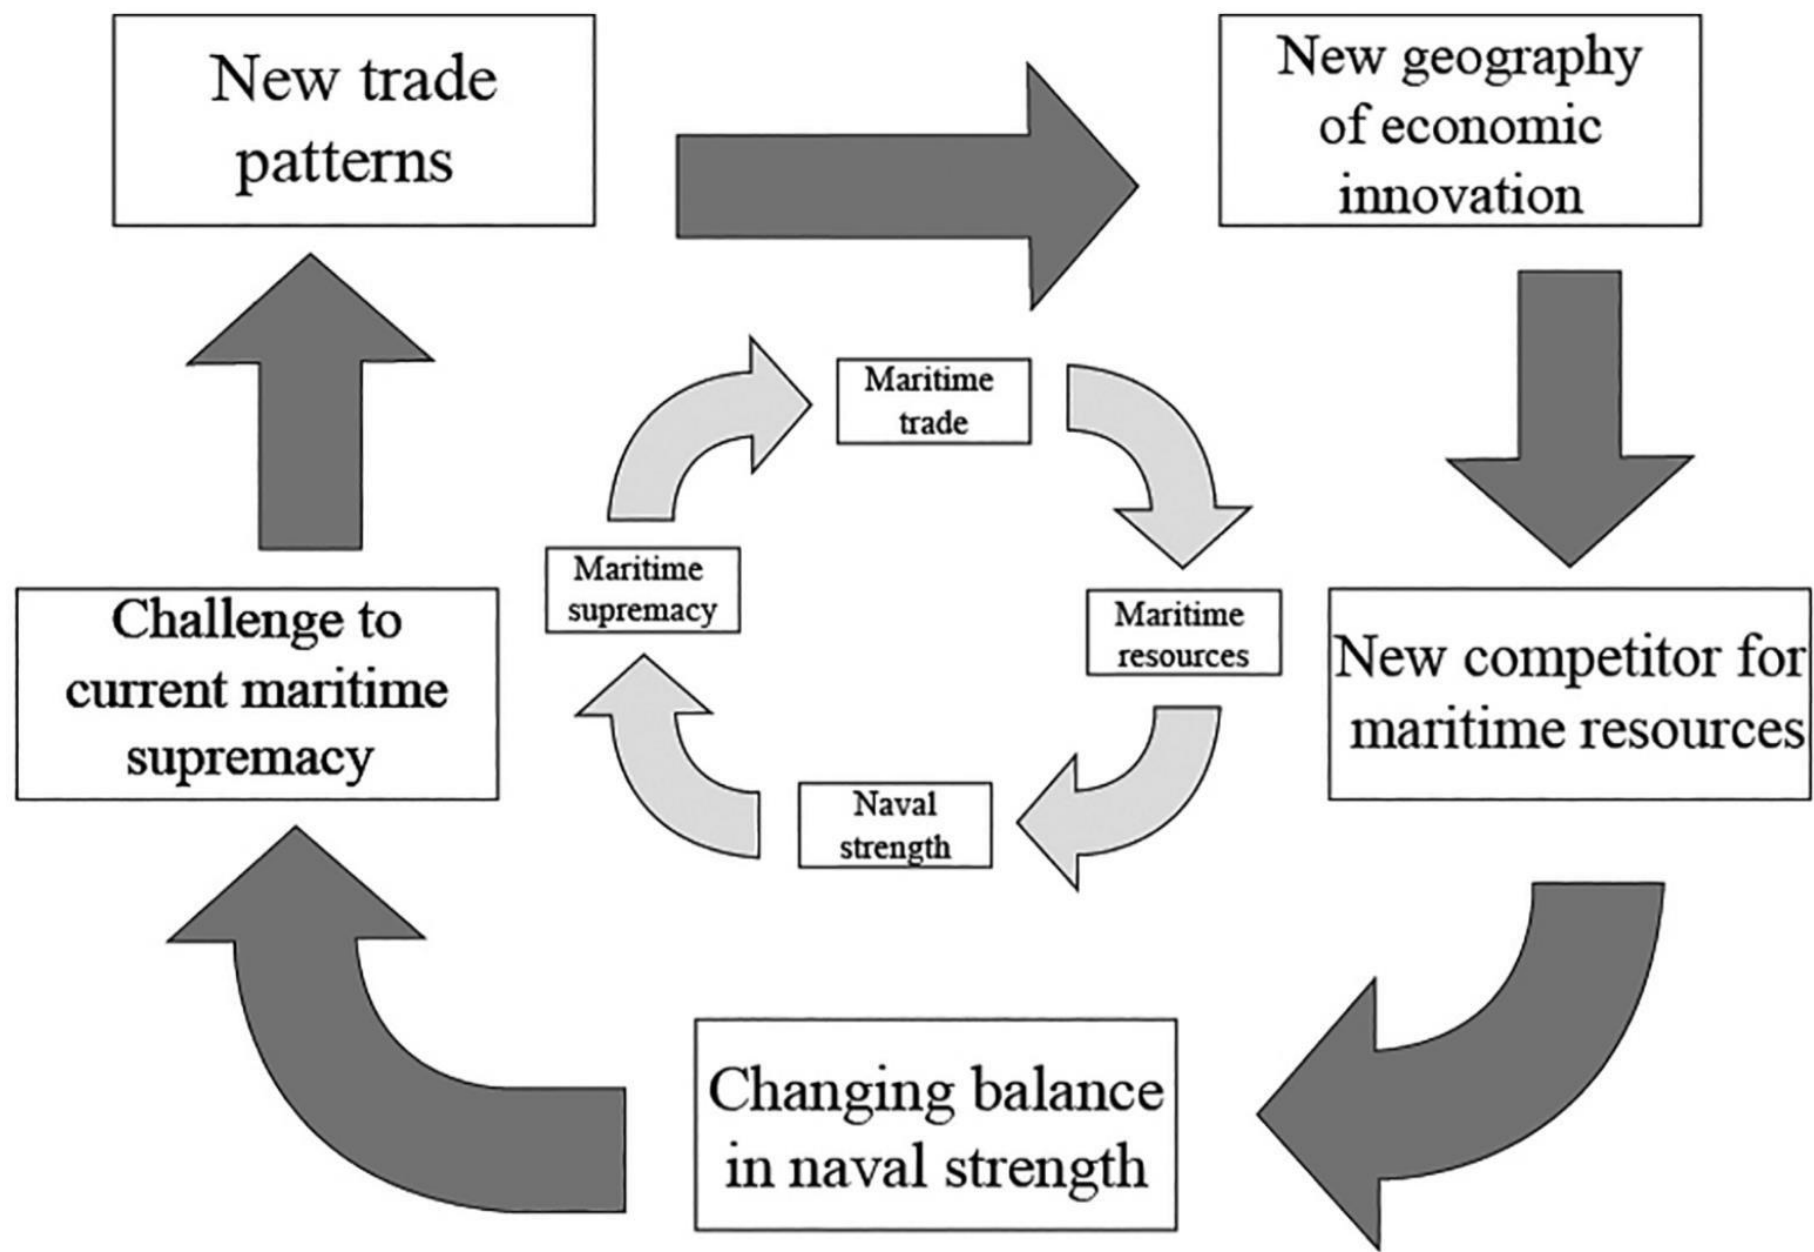 New trade
patterns
New geography
of economic
innovation
Maritime
trade
Maritime
supremacy
Maritime
resources
Naval
strength
Challenge to
current maritime
supremacy
New competitor for
maritime resources
Changing balance
in naval strength